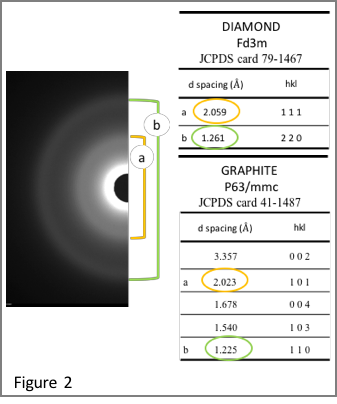 DIAMOND
Fd3m
JCPDS card 79-1467
d spacing (Å) hkl
a 2.059 1 1 1
b 1.261 2 2 0
b
a
GRAPHITE
P63/mmc
JCPDS card 41-1487
d spacing (Å) hkl
3.357 0 0 2
a 2.023 1 0 1
1.678 0 0 4
1.540 1 0 3
b 1.225 1 1 0
Figure 2